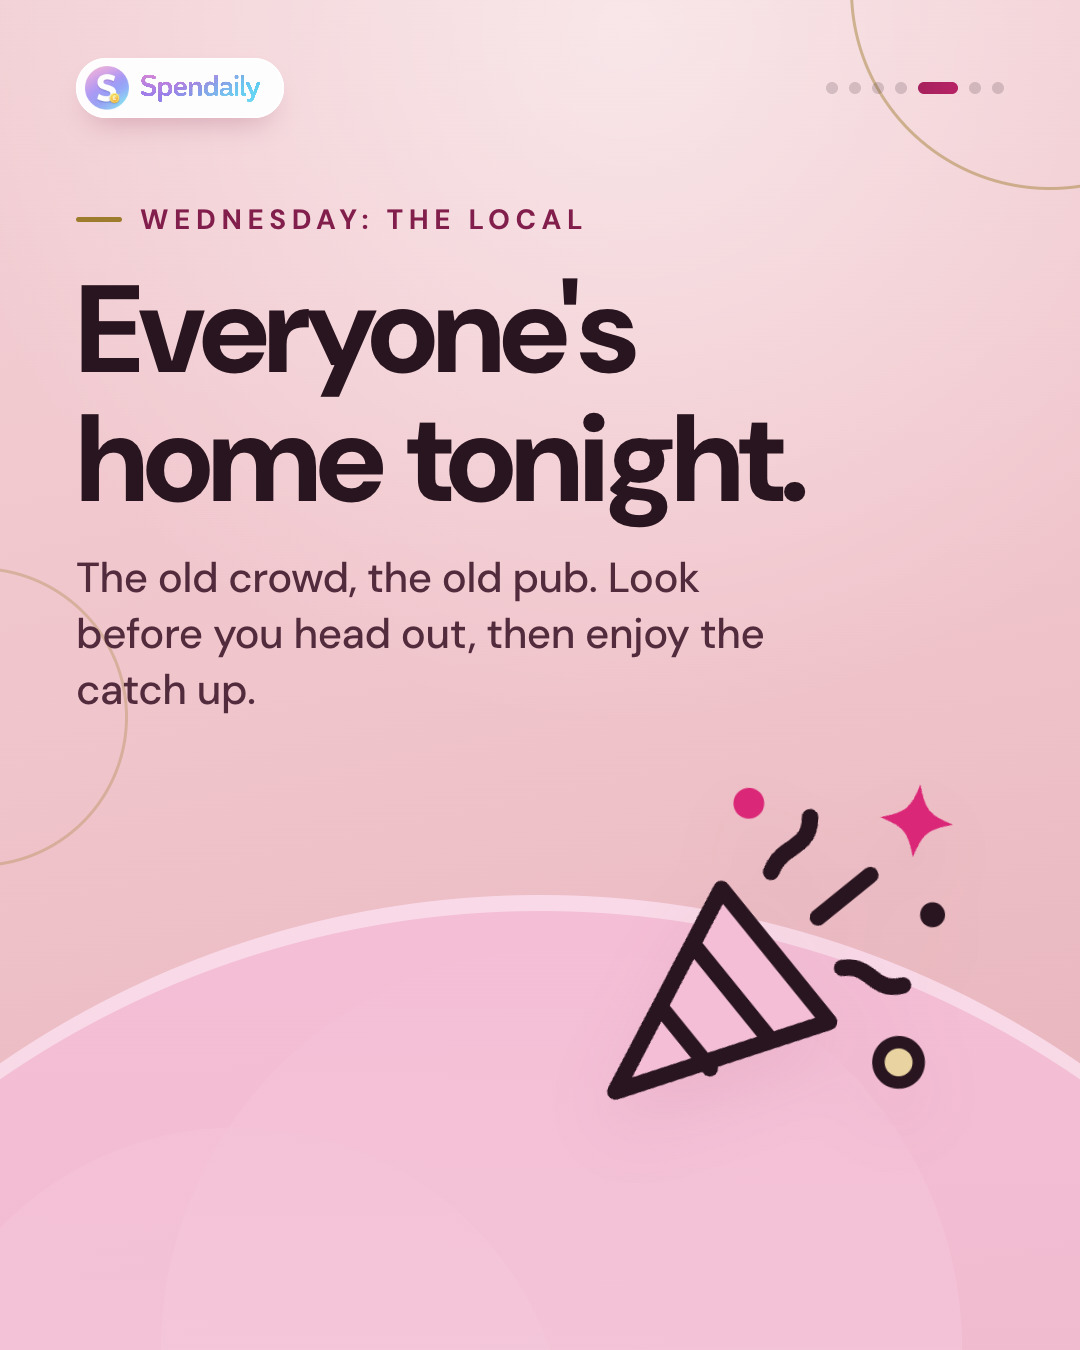 Spendaily
WEDNESDAY: THE LOCAL
Everyone's
home tonight.
The old crowd, the old pub. Look
before you head out, then enjoy the
catch up.